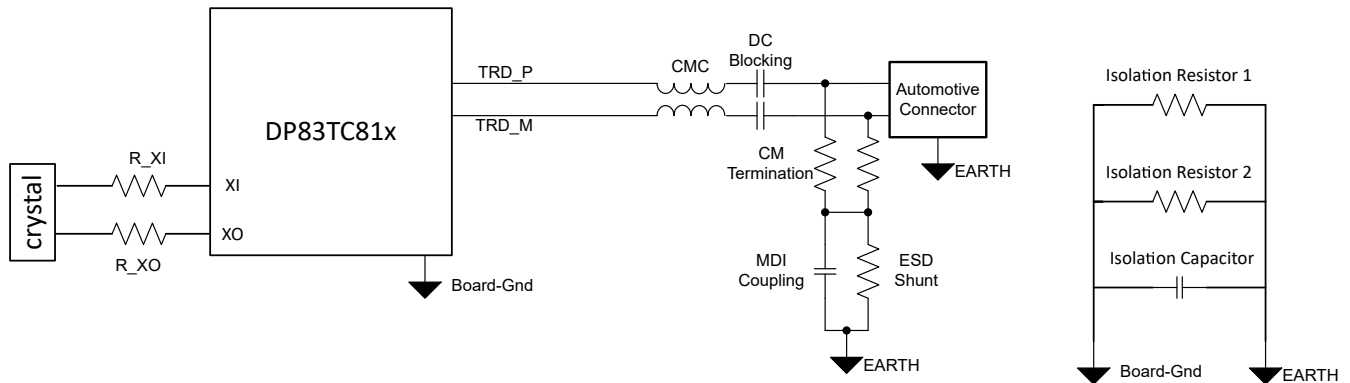 DP83TC81x
crystal
R_XI
R_XO
XI
XO
Board-Gnd
TRD_P
TRD_M
CMC
DC
Blocking
Automotive
Connector
EARTH
CM
Termination
MDI
Coupling
ESD
Shunt
EARTH
Isolation Resistor 1
Isolation Resistor 2
Isolation Capacitor
Board-Gnd
EARTH